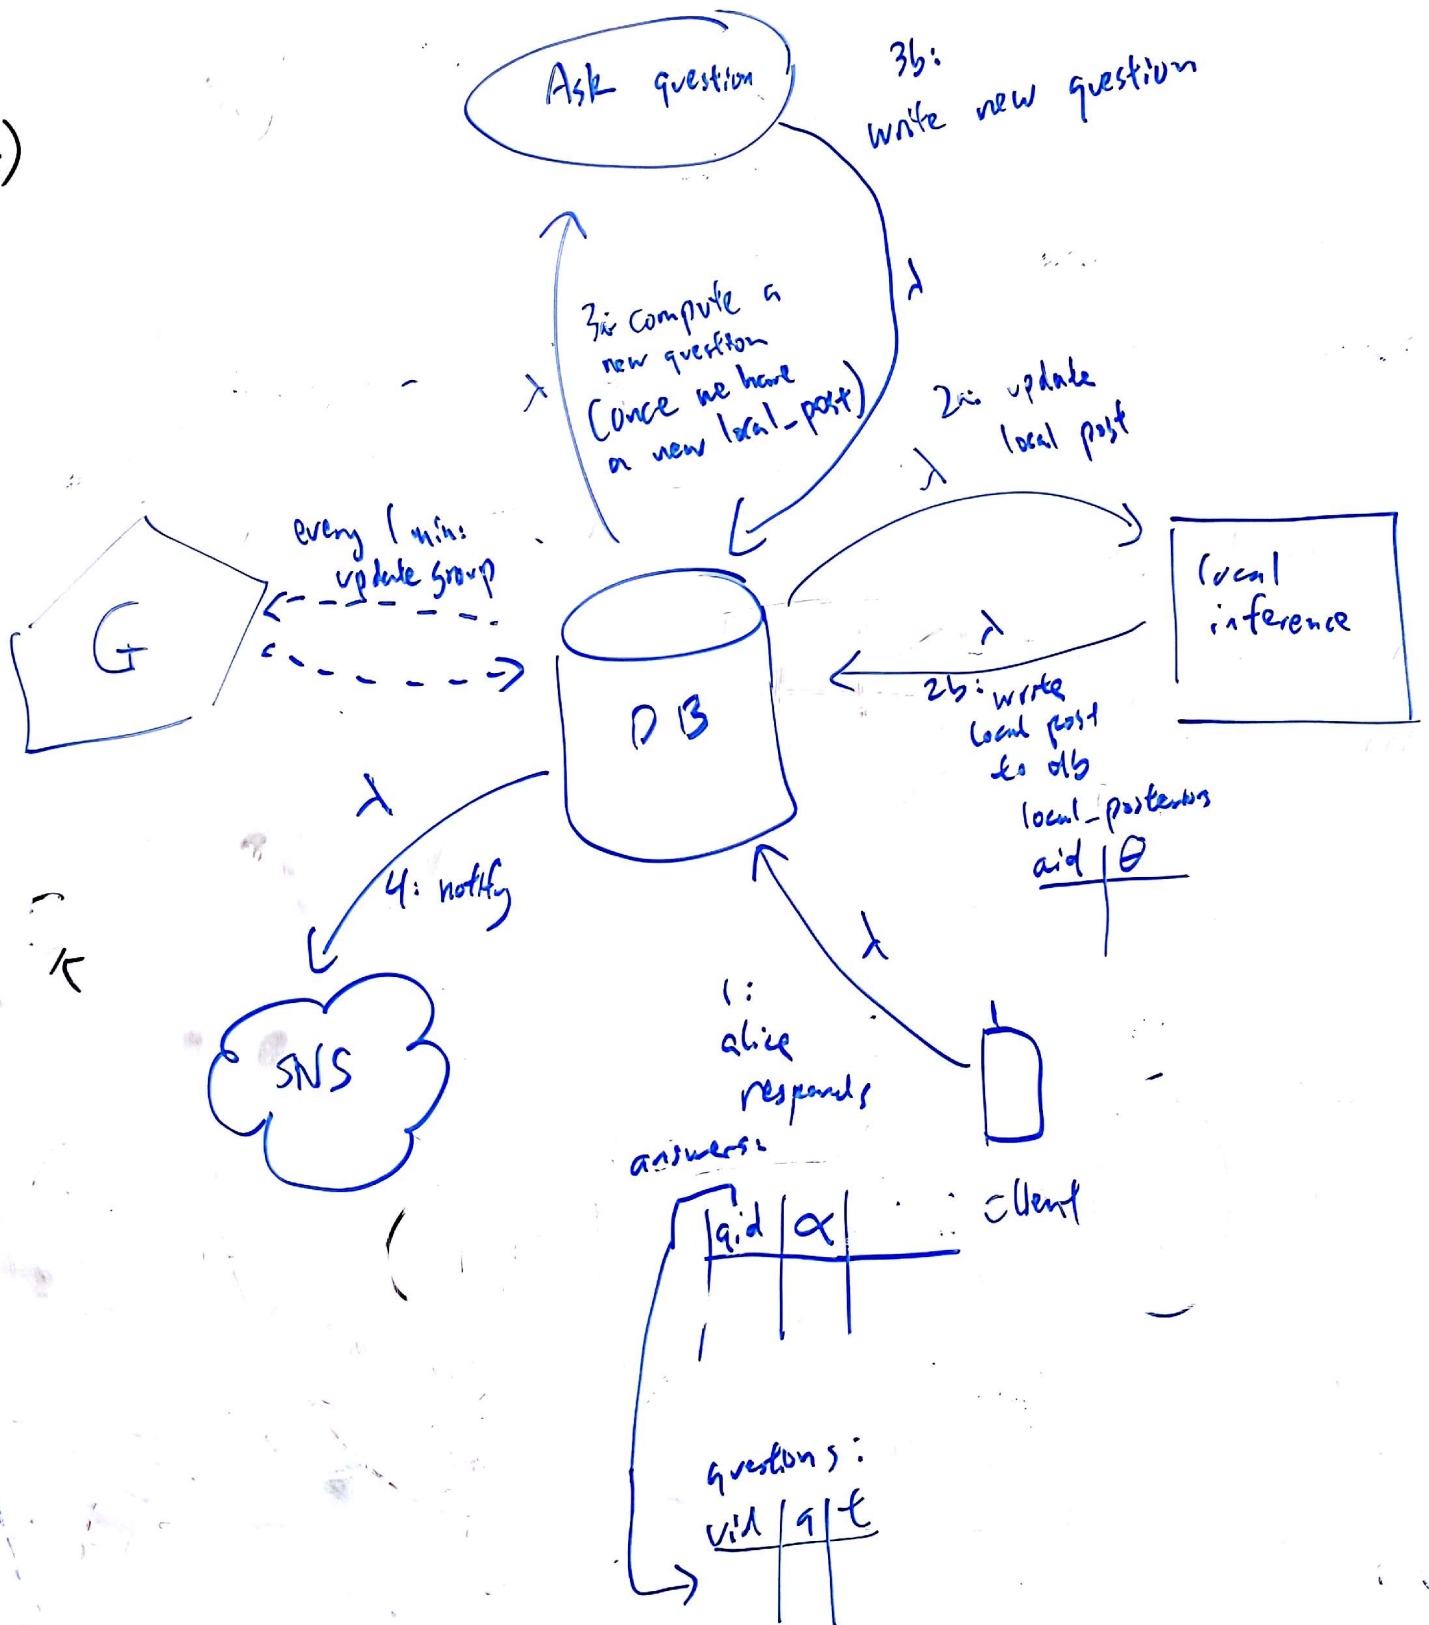 Ask question
3b:
write new question
λ
3a: compute a
new question
(once we have
a new local_post)
λ
2a: update
local post
λ
every 1 min:
update group
G
local
inference
λ
DB
2b: write
local post
to db
local_posteriors
aid | θ
λ
4: notify
λ
SNS
1:
alice
responds
client
answers:
qid | α
questions:
uid | q | t